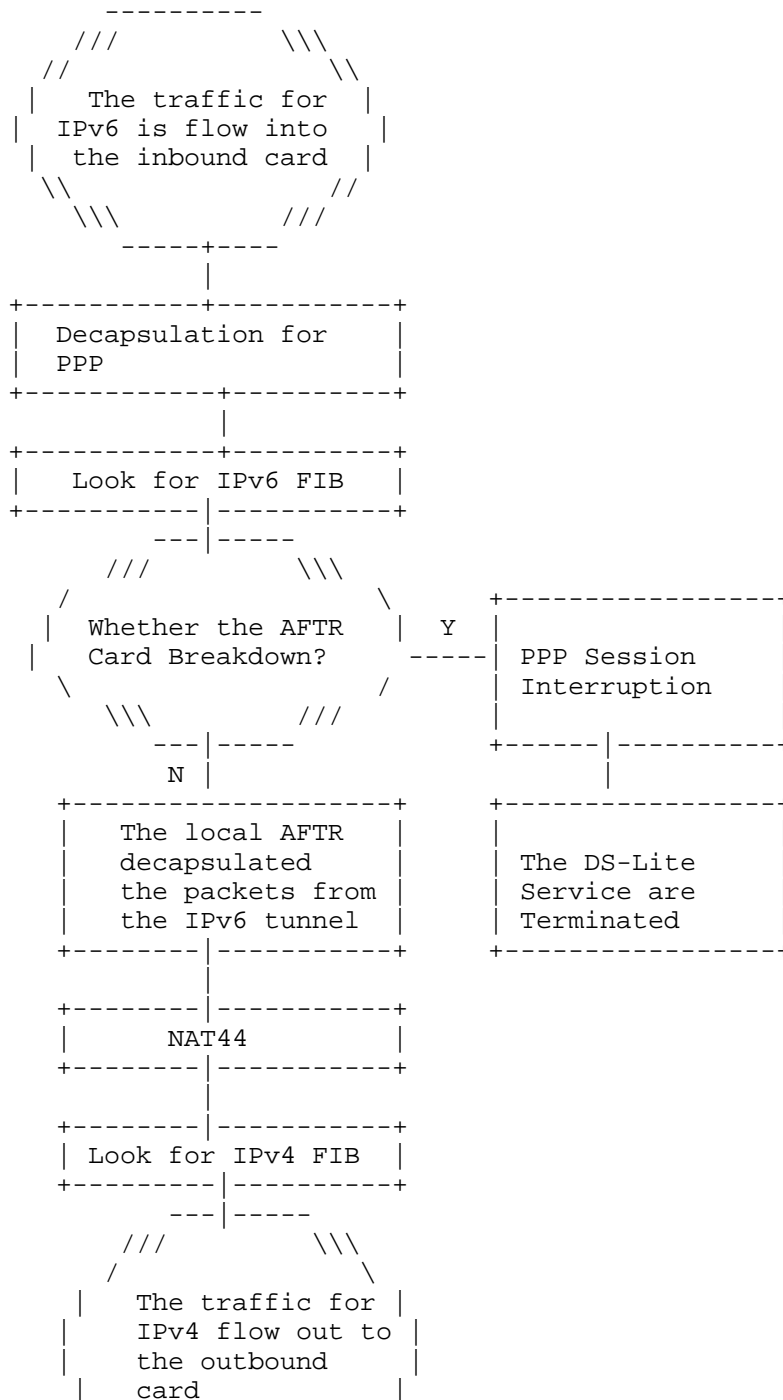 The traffic for
IPv6 is flow into
the inbound card
Decapsulation for
PPP
Look for IPv6 FIB
Whether the AFTR
Card Breakdown?
Y
PPP Session
Interruption
N
The local AFTR
decapsulated
the packets from
the IPv6 tunnel
The DS-Lite
Service are
Terminated
NAT44
Look for IPv4 FIB
The traffic for
IPv4 flow out to
the outbound
card